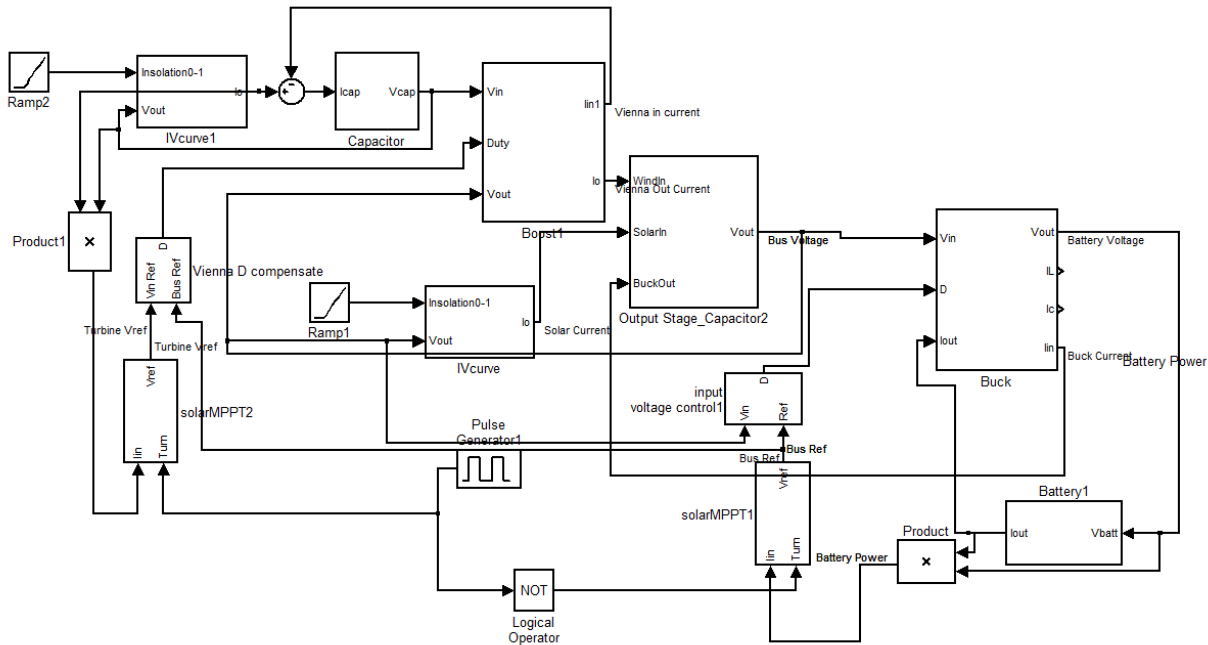 Ramp2
Insolation0-1
Io
Vout
IVcurve1
+
-
Icap
Vcap
Capacitor
Vin
Iin1
Duty
Io
Vout
Boost1
Vienna in current
Vienna Out Current
WindIn
SolarIn
Vout
BuckOut
Output Stage_Capacitor2
Bus Voltage
Vin
Vout
IL
D
Ic
Iout
Iin
Buck
Battery Voltage
Buck Current
Battery Power
×
Product1
D
Vin Ref
Bus Ref
Vienna D compensate
Turbine Vref
Turbine Vref
Ramp1
Insolation0-1
Io
Vout
IVcurve
Solar Current
Vref
Iin
Turn
solarMPPT2
Pulse
Generator1
input
voltage control1
D
Vin
Ref
Bus Ref
Bus Ref
Vref
Iin
Turn
solarMPPT1
Battery Power
Product
×
Battery1
Iout
Vbatt
NOT
Logical
Operator